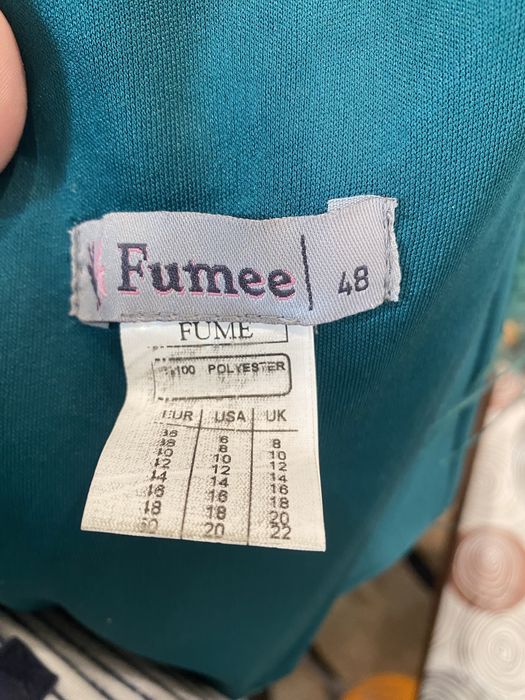 Fumee 48
FUME
%100 POLYESTER
EUR USA UK
36 6 8
38 8 10
40 10 12
42 12 14
44 14 16
46 16 18
48 18 20
50 20 22